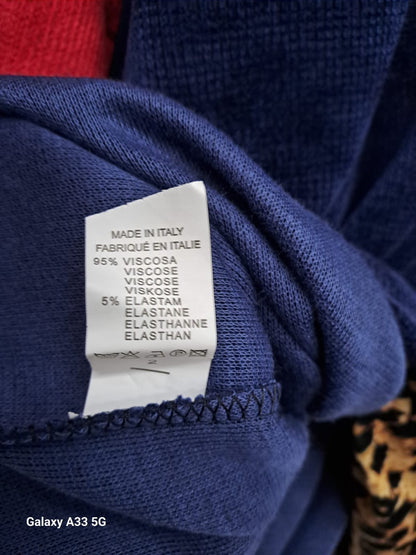 MADE IN ITALY
FABRIQUÉ EN ITALIE
95% VISCOSA
VISCOSE
VISCOSE
VISKOSE
5% ELASTAM
ELASTANE
ELASTHANNE
ELASTHAN
Galaxy A33 5G